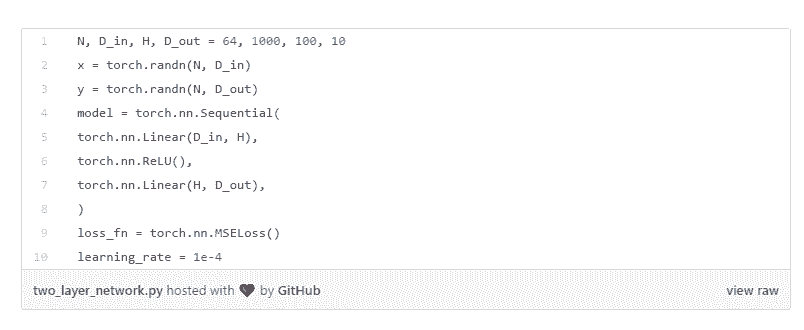 1 N, D_in, H, D_out = 64, 1000, 100, 10
2 x = torch.randn(N, D_in)
3 y = torch.randn(N, D_out)
4 model = torch.nn.Sequential(
5 torch.nn.Linear(D_in, H),
6 torch.nn.ReLU(),
7 torch.nn.Linear(H, D_out),
8 )
9 loss_fn = torch.nn.MSELoss()
10 learning_rate = 1e-4
two_layer_network.py hosted with ❤ by GitHub view raw